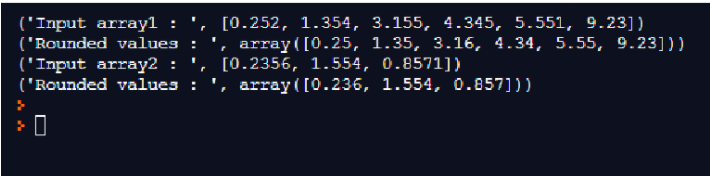 ('Input array1 : ', [0.252, 1.354, 3.155, 4.345, 5.551, 9.23])
('Rounded values : ', array([0.25, 1.35, 3.16, 4.34, 5.55, 9.23]))
('Input array2 : ', [0.2356, 1.554, 0.8571])
('Rounded values : ', array([0.236, 1.554, 0.857]))
>
>